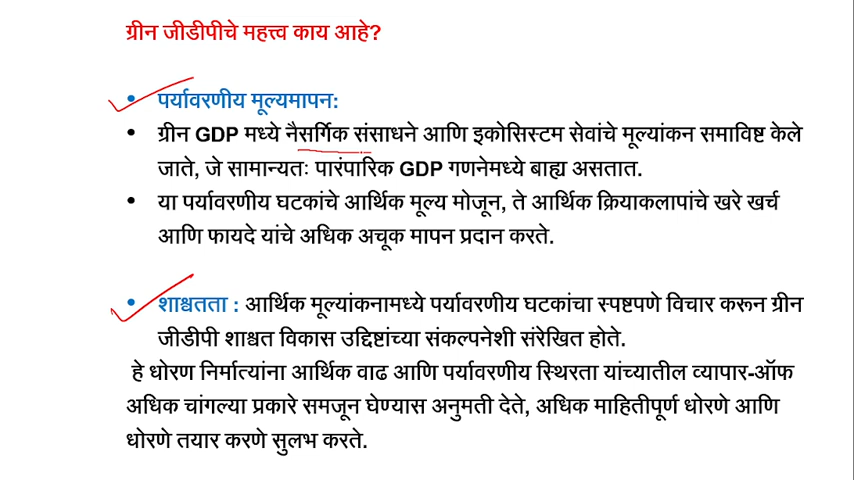 ग्रीन जीडीपीचे महत्त्व काय आहे?
• पर्यावरणीय मूल्यमापन:
• ग्रीन GDP मध्ये नैसर्गिक संसाधने आणि इकोसिस्टम सेवांचे मूल्यांकन समाविष्ट केले
जाते, जे सामान्यतः पारंपारिक GDP गणनेमध्ये बाह्य असतात.
• या पर्यावरणीय घटकांचे आर्थिक मूल्य मोजून, ते आर्थिक क्रियाकलापांचे खरे खर्च
आणि फायदे यांचे अधिक अचूक मापन प्रदान करते.
• शाश्वतता : आर्थिक मूल्यांकनामध्ये पर्यावरणीय घटकांचा स्पष्टपणे विचार करून ग्रीन
जीडीपी शाश्वत विकास उद्दिष्टांच्या संकल्पनेशी संरेखित होते.
हे धोरण निर्मात्यांना आर्थिक वाढ आणि पर्यावरणीय स्थिरता यांच्यातील व्यापार-ऑफ
अधिक चांगल्या प्रकारे समजून घेण्यास अनुमती देते, अधिक माहितीपूर्ण धोरणे आणि
धोरणे तयार करणे सुलभ करते.